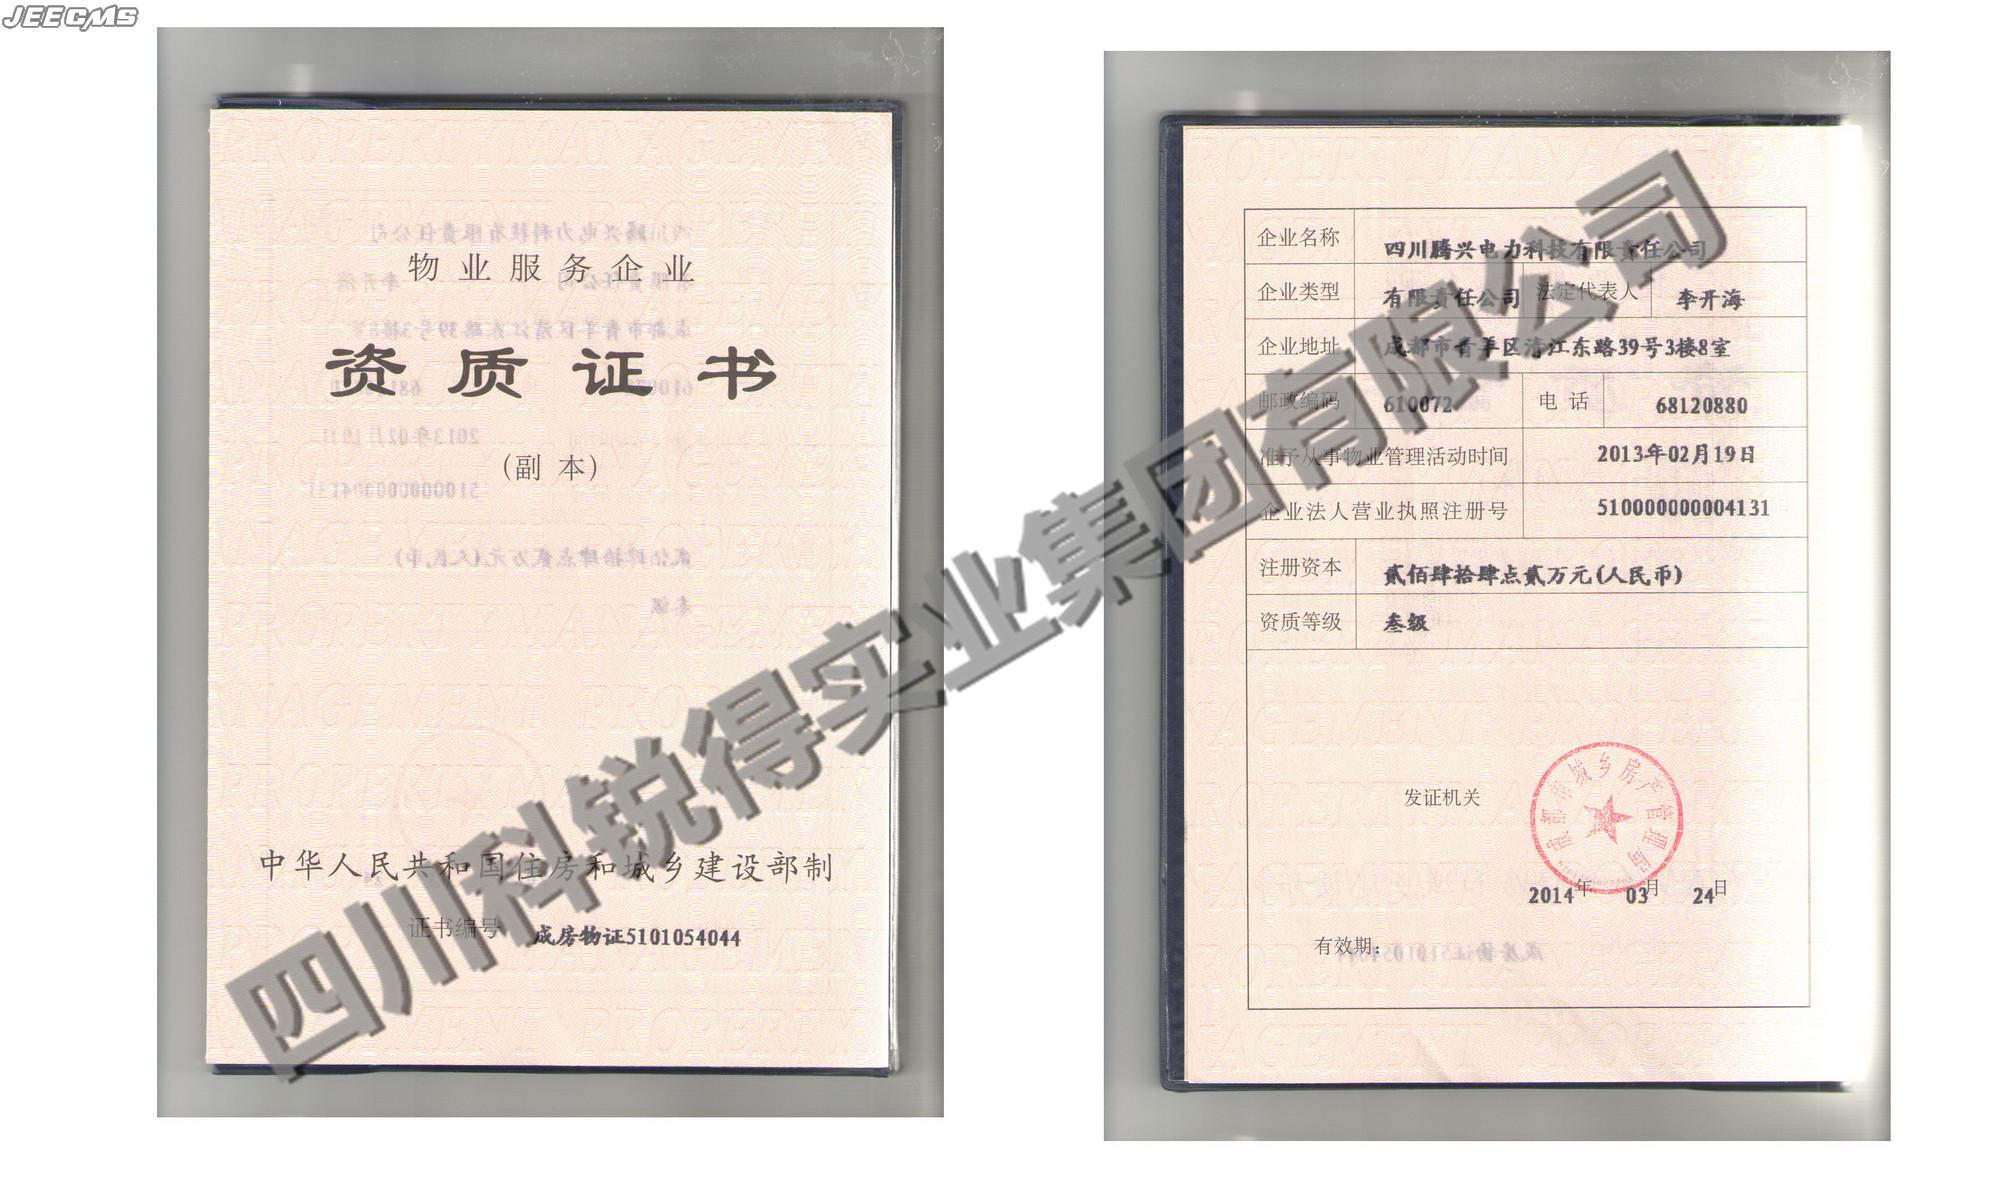 JEECMS
物业服务企业
资质证书
(副本)
中华人民共和国住房和城乡建设部制
证书编号 成房物证5101054044
四川科锐得实业集团有限公司
企业名称 四川腾兴电力科技有限责任公司
企业类型 有限责任公司 法定代表人 李开海
企业地址 成都市青羊区清江东路39号3楼8室
邮政编码 610072 电话 68120880
准予从事物业管理活动时间 2013年02月19日
企业法人营业执照注册号 510000000004131
注册资本 贰佰肆拾肆点贰万元(人民币)
资质等级 叁级
发证机关
成都市城乡房产管理局
2014年 03月 24日
有效期: